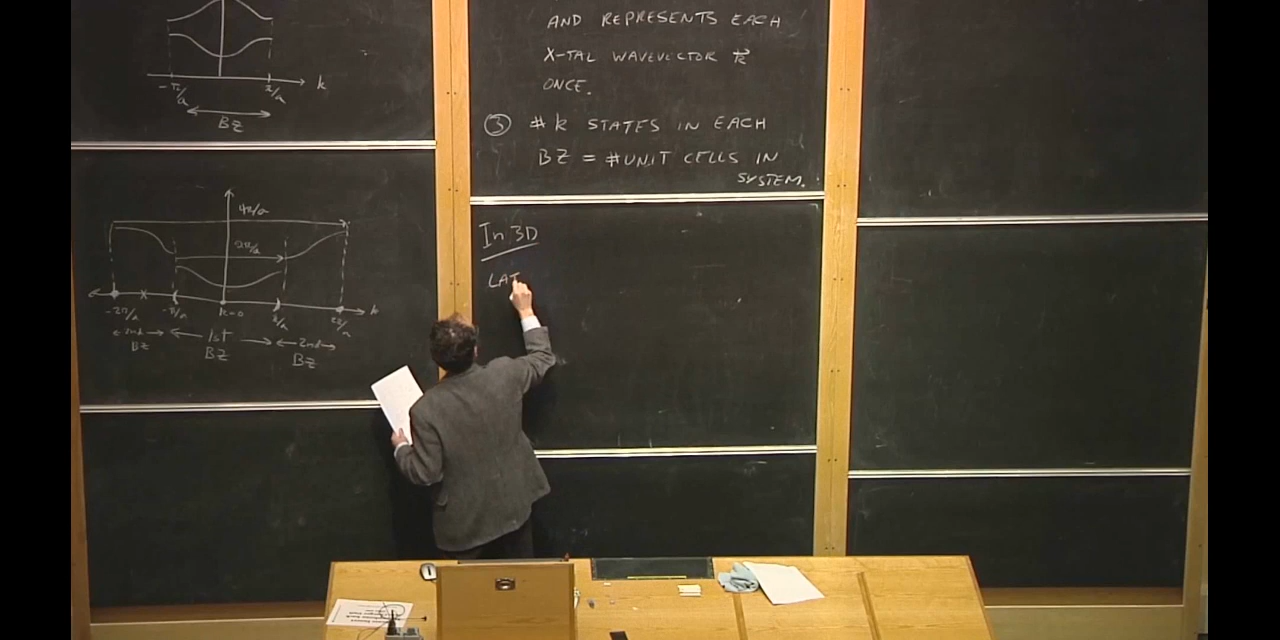 -π/a
π/a
k
BZ
4π/a
2π/a
-2π/a
-π/a
k=0
π/a
2π/a
k
2nd
BZ
1st
BZ
2nd
BZ
AND REPRESENTS EACH
X-TAL WAVEVECTOR k⃗
ONCE.
③ # k STATES IN EACH
BZ = # UNIT CELLS IN
SYSTEM.
In 3D
LAT